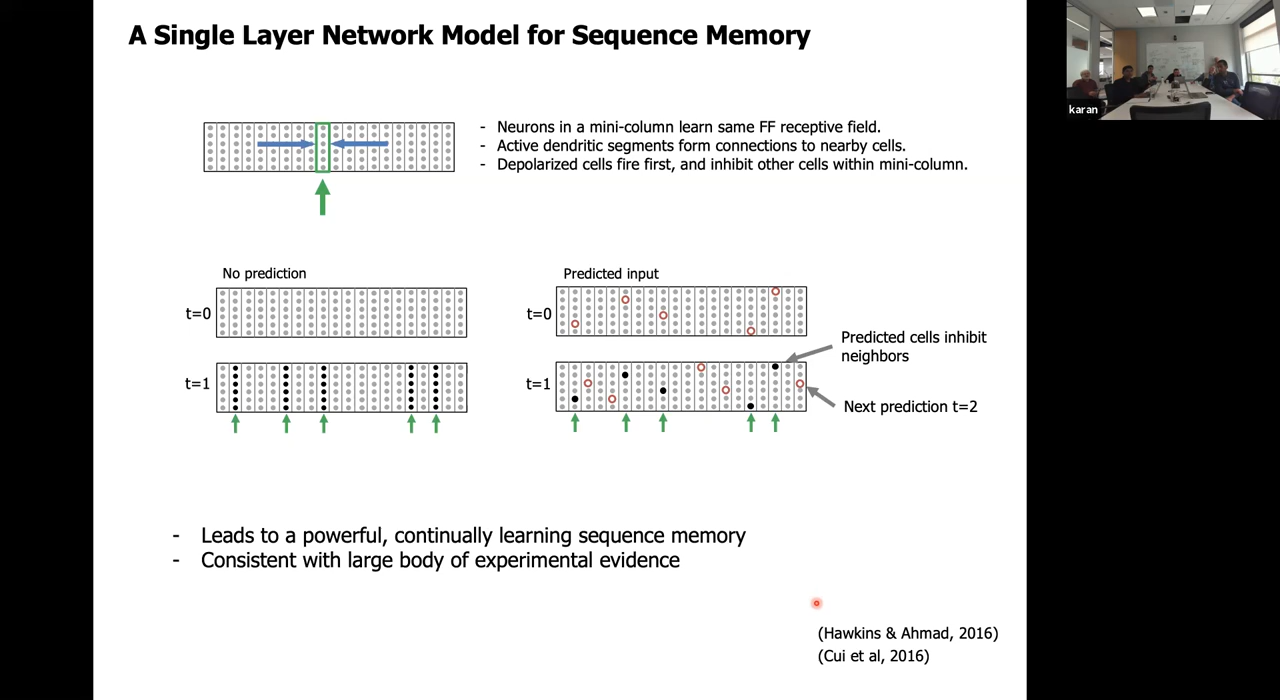 A Single Layer Network Model for Sequence Memory
karan
- Neurons in a mini-column learn same FF receptive field.
- Active dendritic segments form connections to nearby cells.
- Depolarized cells fire first, and inhibit other cells within mini-column.
No prediction
t=0
t=1
Predicted input
t=0
t=1
Predicted cells inhibit
neighbors
Next prediction t=2
- Leads to a powerful, continually learning sequence memory
- Consistent with large body of experimental evidence
(Hawkins & Ahmad, 2016)
(Cui et al, 2016)